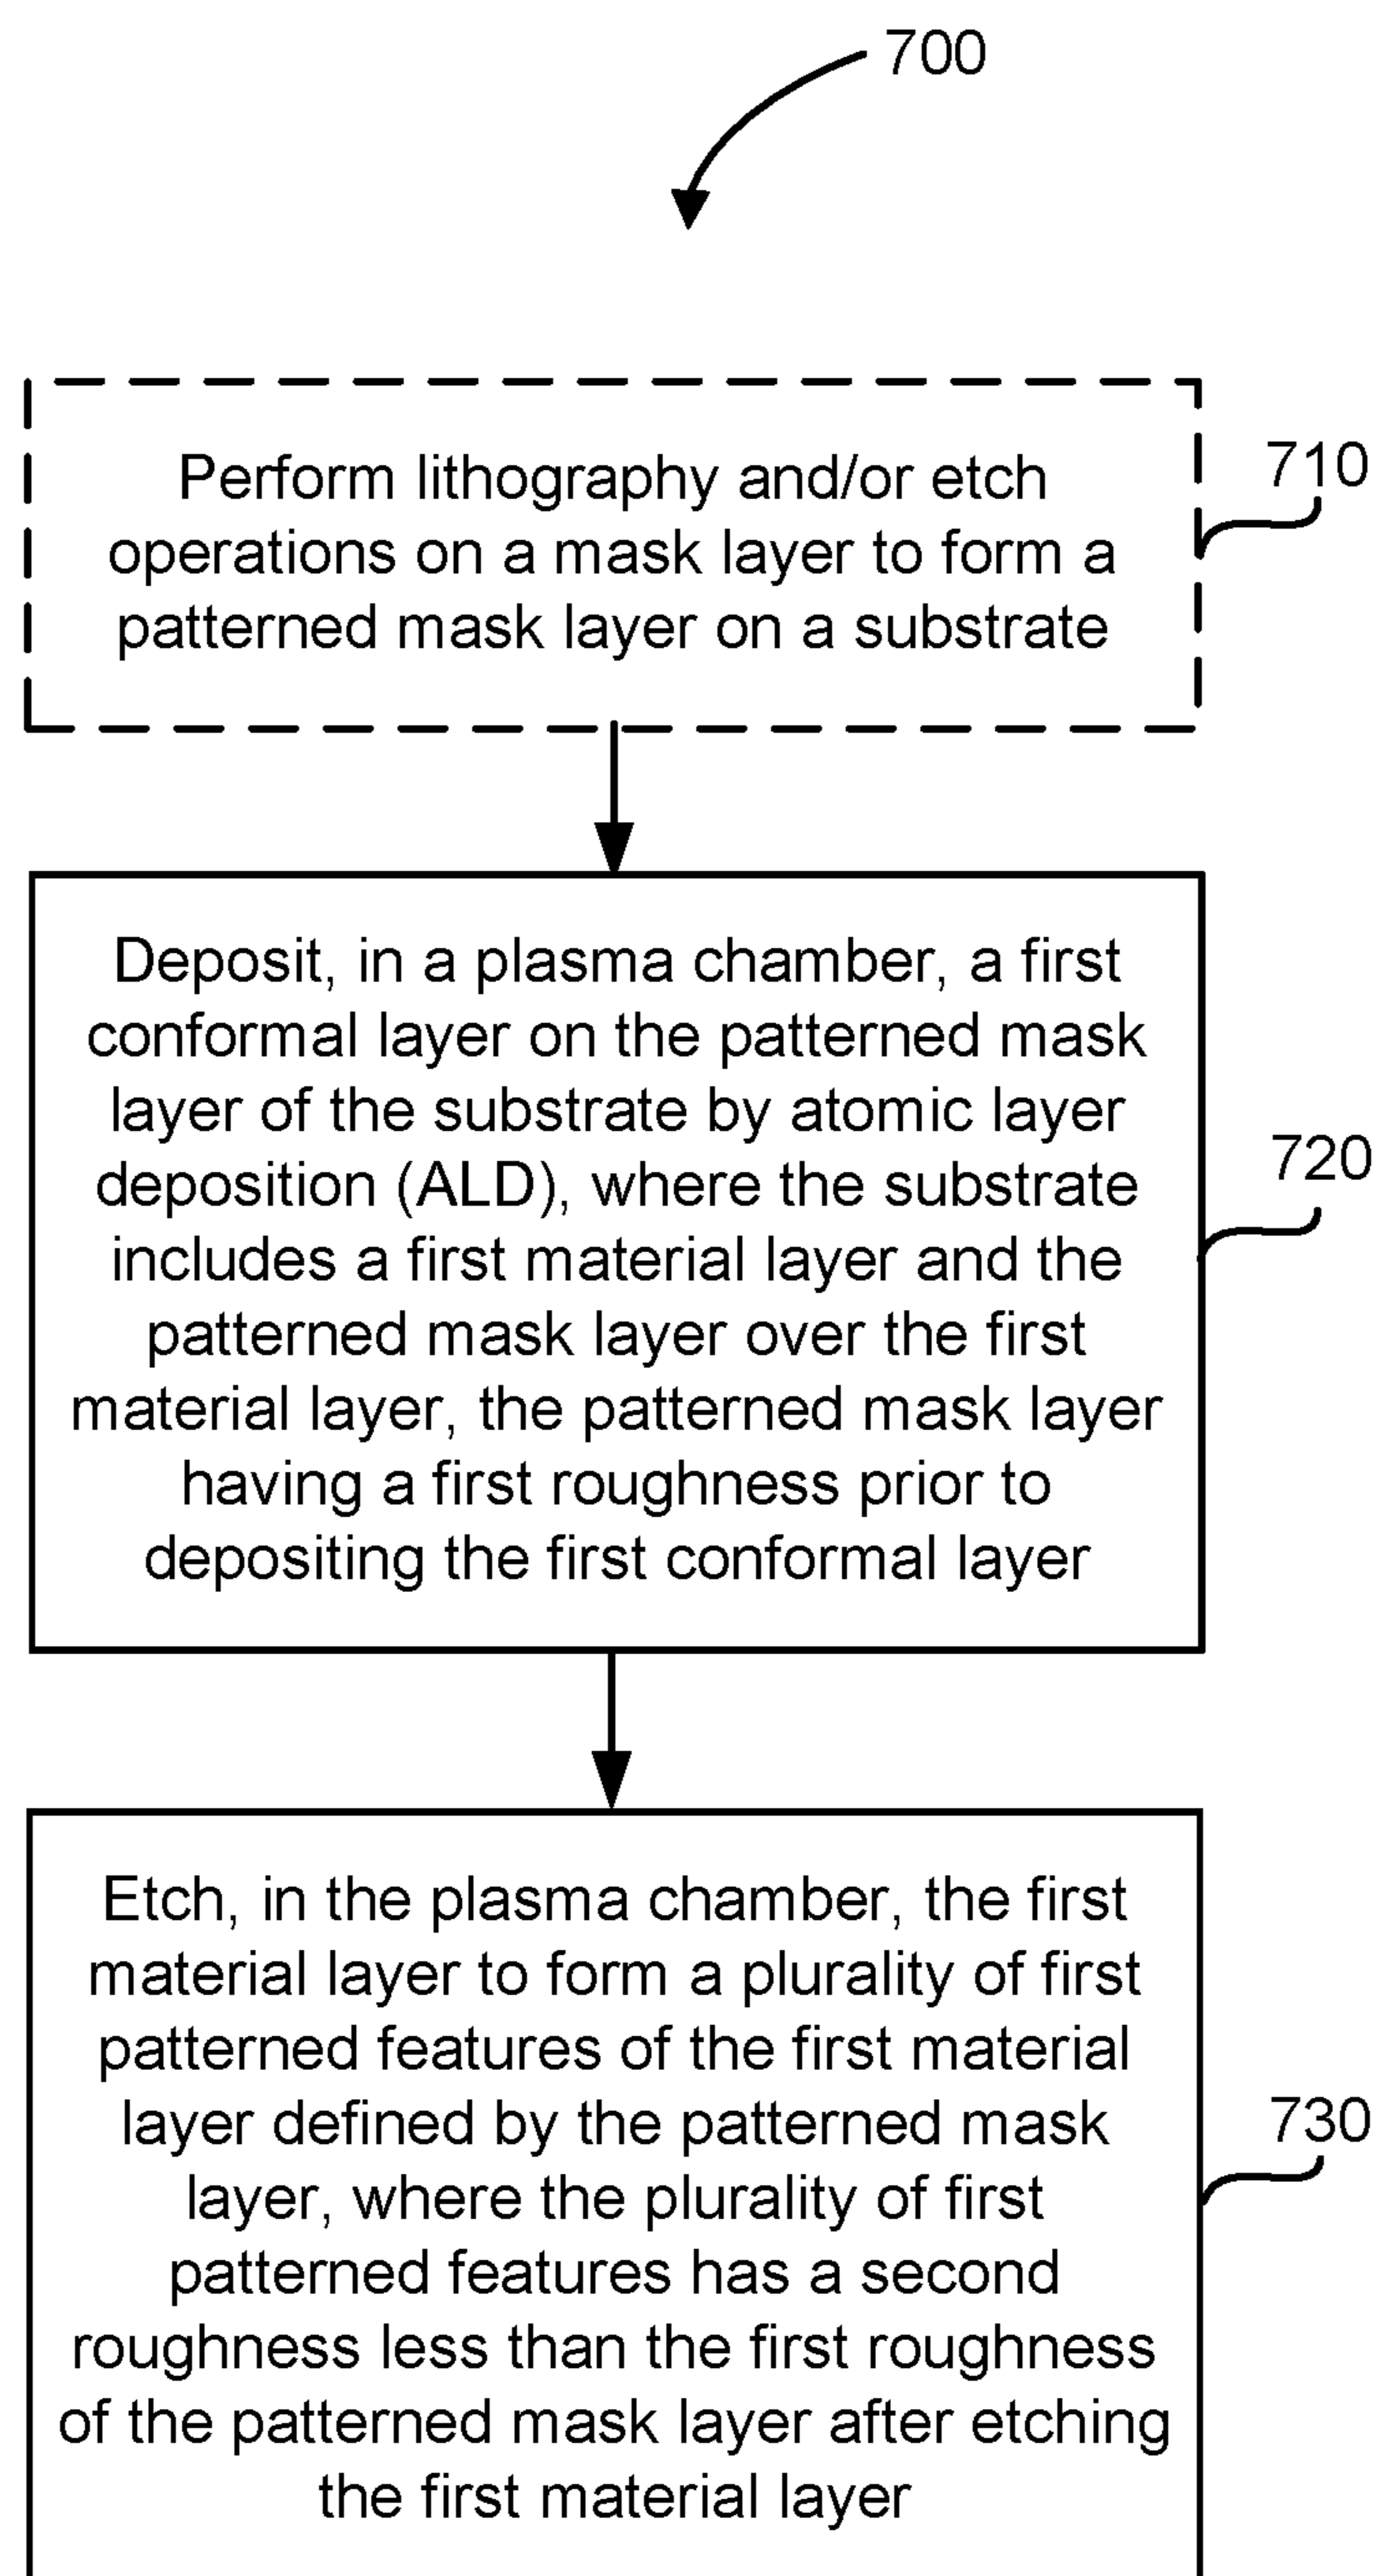 700
Perform lithography and/or etch
operations on a mask layer to form a
patterned mask layer on a substrate
710
Deposit, in a plasma chamber, a first
conformal layer on the patterned mask
layer of the substrate by atomic layer
deposition (ALD), where the substrate
includes a first material layer and the
patterned mask layer over the first
material layer, the patterned mask layer
having a first roughness prior to
depositing the first conformal layer
720
Etch, in the plasma chamber, the first
material layer to form a plurality of first
patterned features of the first material
layer defined by the patterned mask
layer, where the plurality of first
patterned features has a second
roughness less than the first roughness
of the patterned mask layer after etching
the first material layer
730